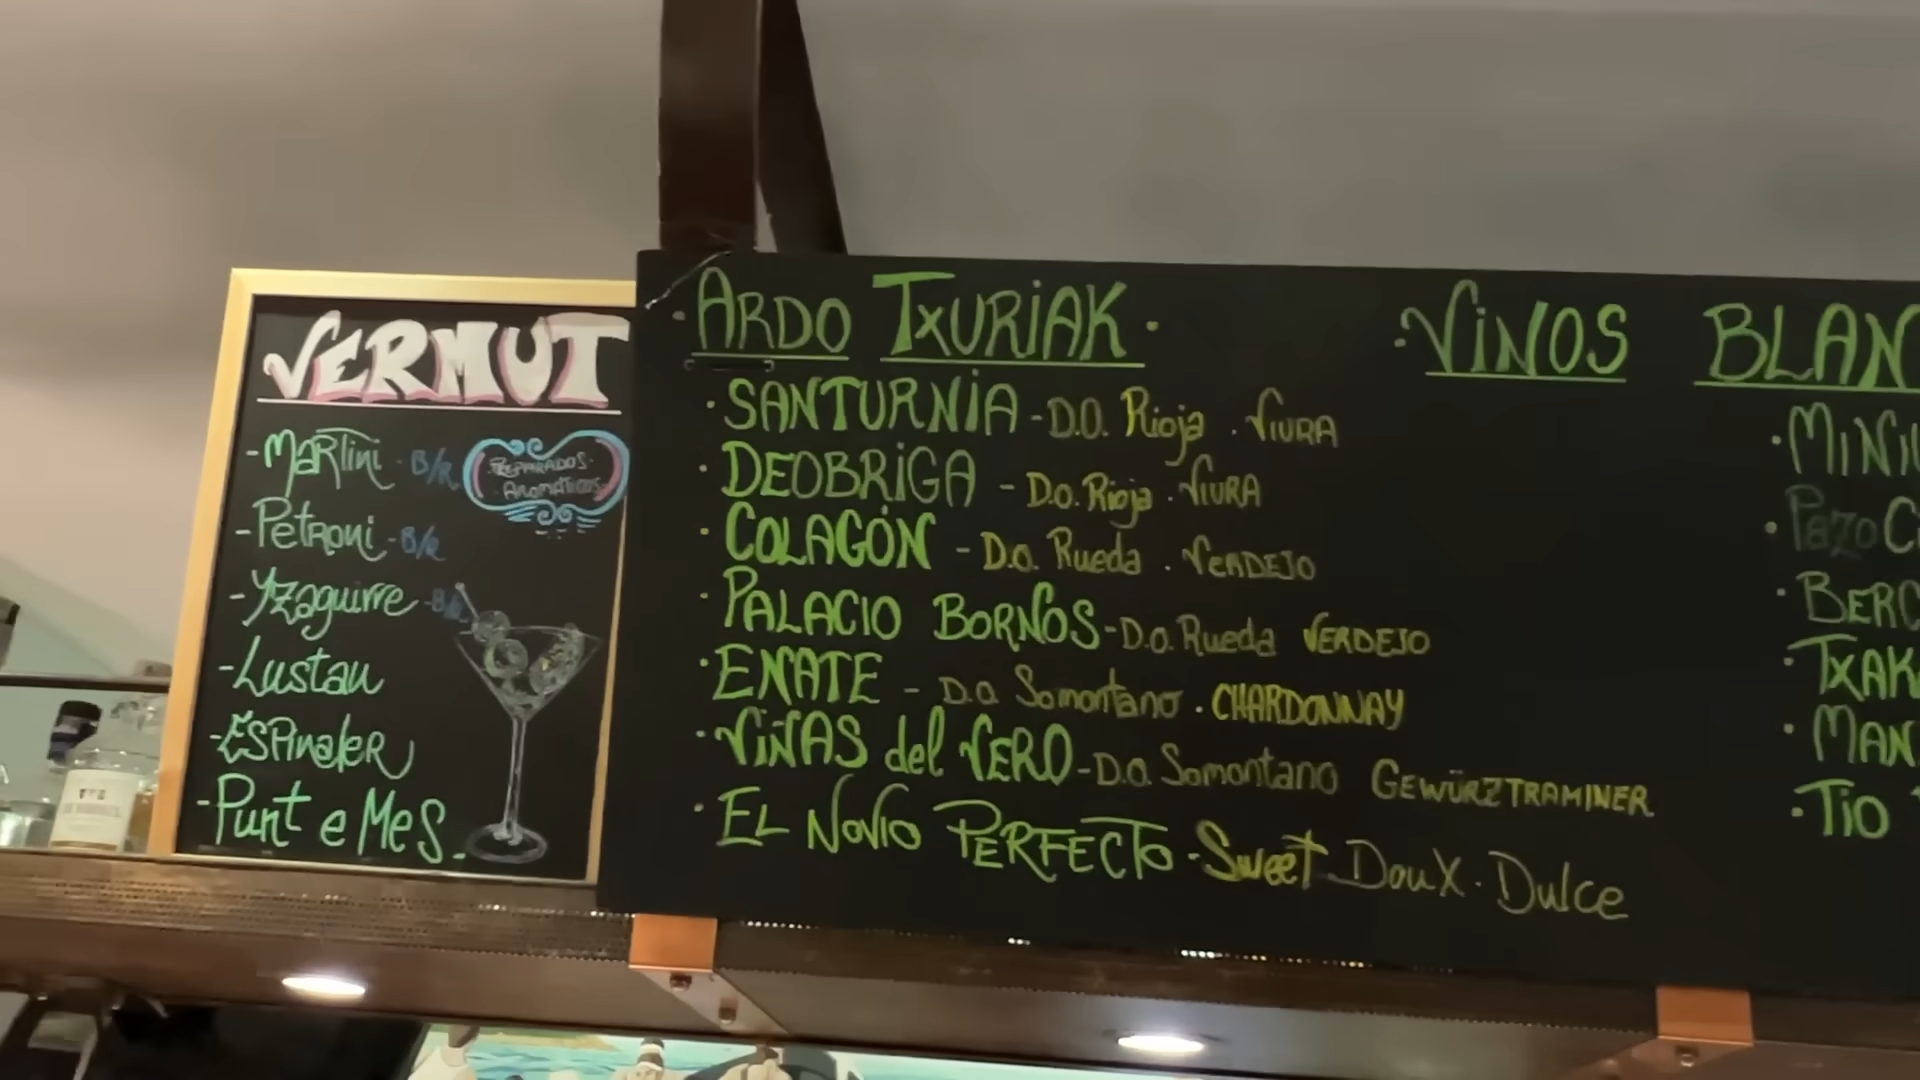 VERMUT
-Martini - B/R
PREPARADOS
AROMÁTICOS
-Petroni - B/R
-Yzaguirre - B/R
-Lustau
-Espinaler
-Punt e Mes.
·ARDO TXURIAK·
·SANTURNIA - D.O. Rioja · VIURA
·DEOBRIGA - D.O. Rioja · VIURA
·COLAGÓN - D.O. Rueda · VERDEJO
·PALACIO BORNOS - D.O. Rueda VERDEJO
·ENATE - D.O. Somontano · CHARDONNAY
·VIÑAS del VERO - D.O. Somontano GEWÜRZTRAMINER
·EL NOVIO PERFECTO · Sweet · Doux · Dulce
·VINOS BLAN
·MINIU
·Pazo C
·BERC
·TXAK
·MAN
·TIO